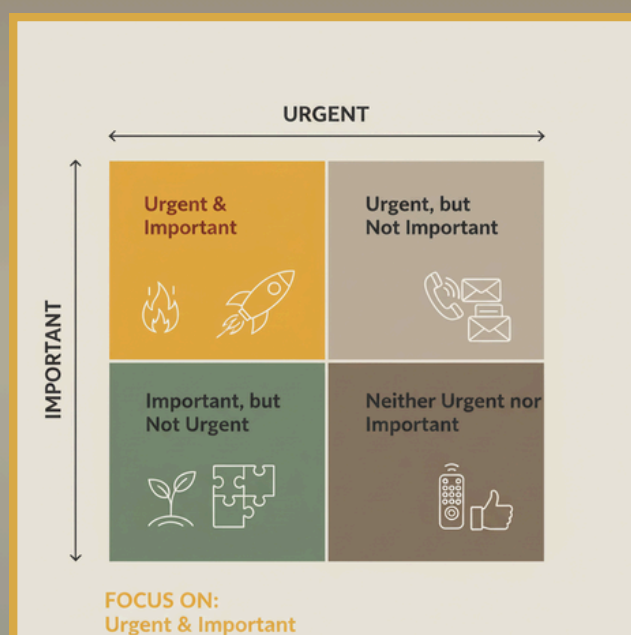 URGENT
IMPORTANT
Urgent &
Important
Urgent, but
Not Important
Important, but
Not Urgent
Neither Urgent nor
Important
FOCUS ON:
Urgent & Important